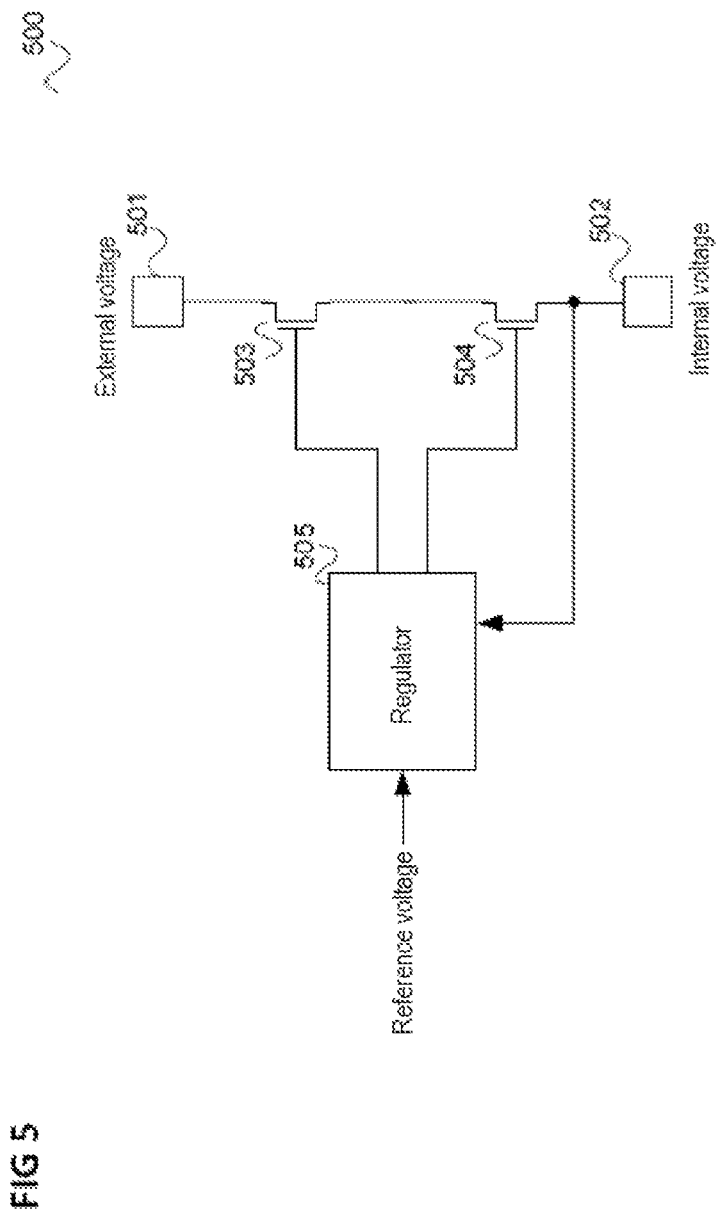 FIG 5
500
External voltage
501
503
504
502
Internal voltage
505
Regulator
Reference voltage